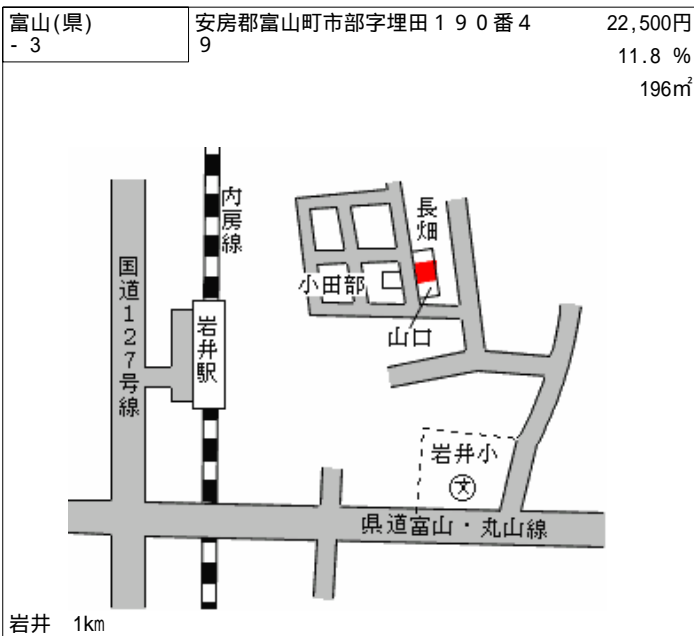 富山(県)
- 3
安房郡富山町市部字埋田１９０番４
９
22,500円
11.8 %
196㎡
内房線
長畑
国道127号線
小田部
岩井駅
山口
岩井小
文
県道富山・丸山線
岩井 1km